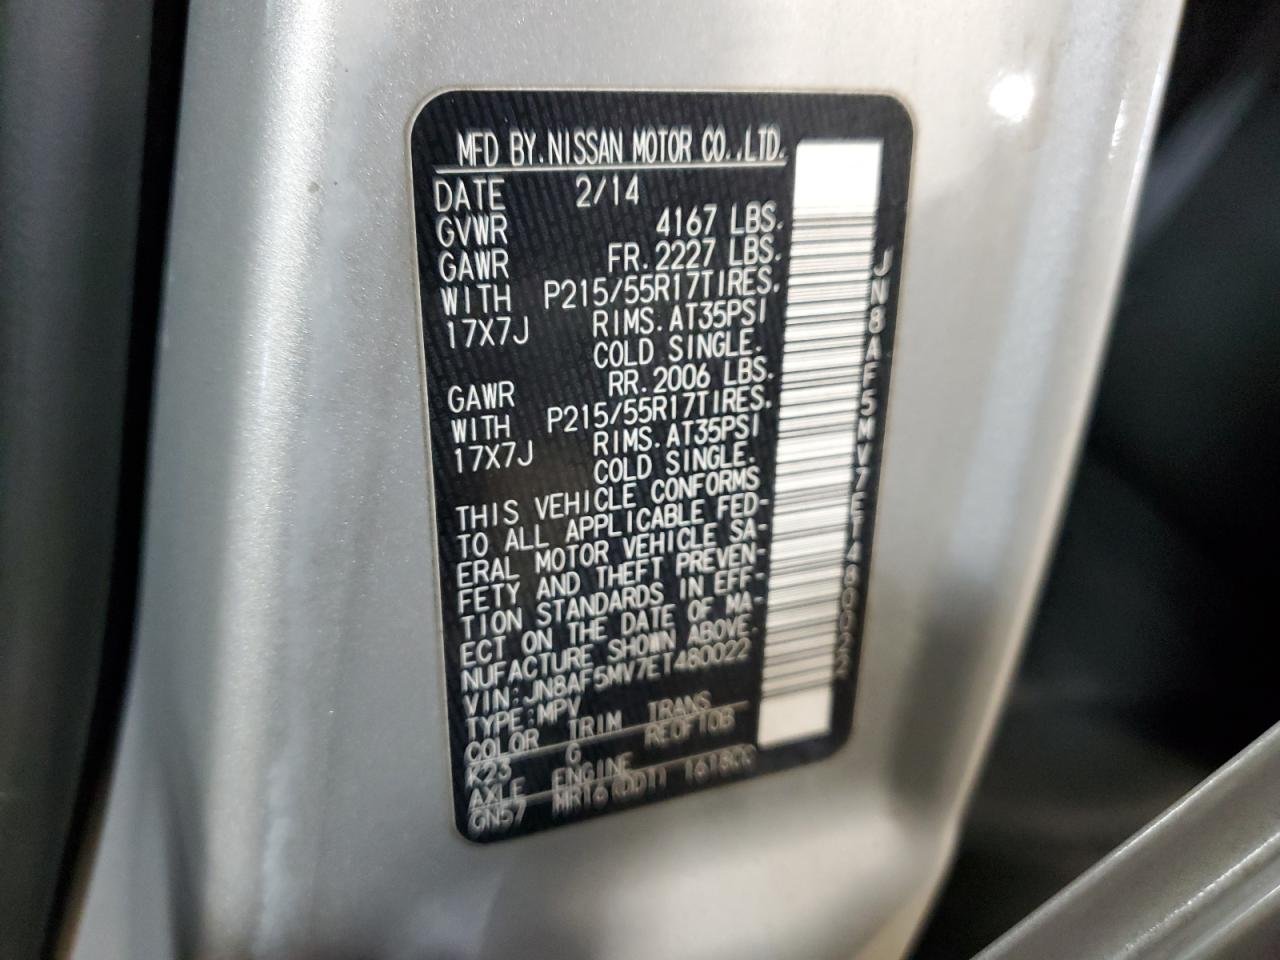 MFD BY. NISSAN MOTOR CO., LTD.
DATE 2/14
GVWR 4167 LBS.
GAWR FR. 2227 LBS.
WITH P215/55R17TIRES.
17X7J RIMS. AT35PSI
COLD SINGLE.
GAWR RR. 2006 LBS.
WITH P215/55R17TIRES.
17X7J RIMS. AT35PSI
COLD SINGLE.
THIS VEHICLE CONFORMS
TO ALL APPLICABLE FED-
ERAL MOTOR VEHICLE SA-
FETY AND THEFT PREVEN-
TION STANDARDS IN EFF-
ECT ON THE DATE OF MA-
NUFACTURE SHOWN ABOVE.
VIN:JN8AF5MV7ET480022
TYPE:MPV
COLOR TRIM TRANS
K23 G RE0F10B
AXLE ENGINE
GN57 MR16(DDT) 1618CC
JN8AF5MV7ET480022